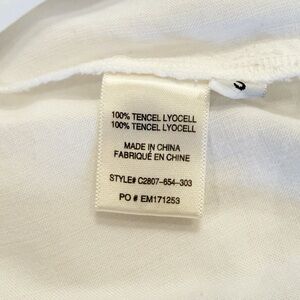 100% TENCEL LYOCELL
100% TENCEL LYOCELL
MADE IN CHINA
FABRIQUÉ EN CHINE
STYLE# C2807-654-303
PO # EM171253